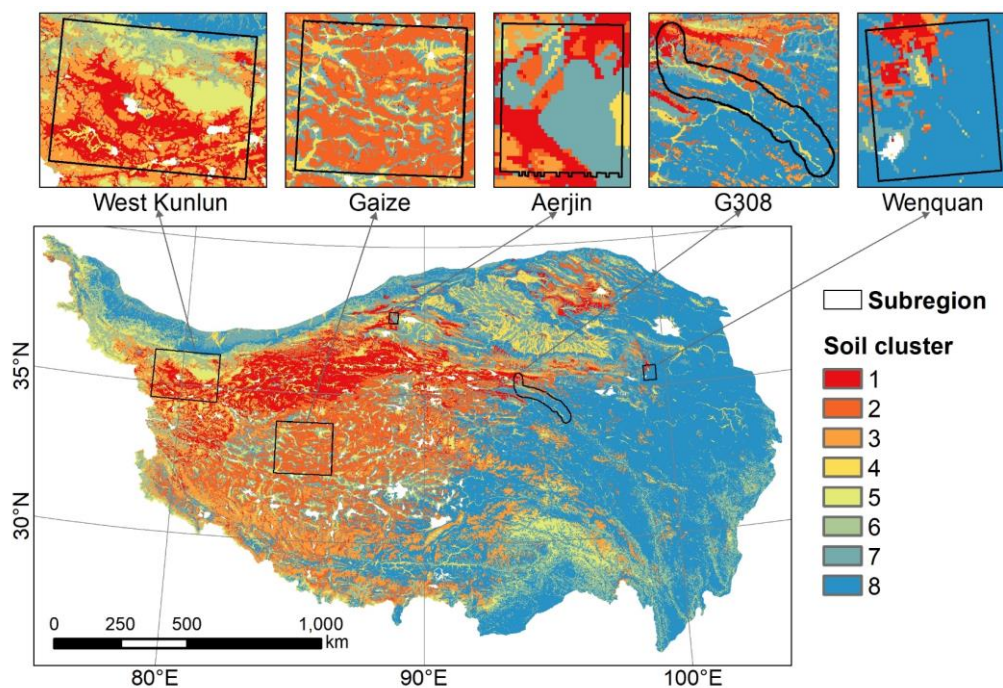 West Kunlun
Gaize
Aerjin
G308
Wenquan
35°N
30°N
80°E
90°E
100°E
0 250 500 1,000
km
Subregion
Soil cluster
1
2
3
4
5
6
7
8